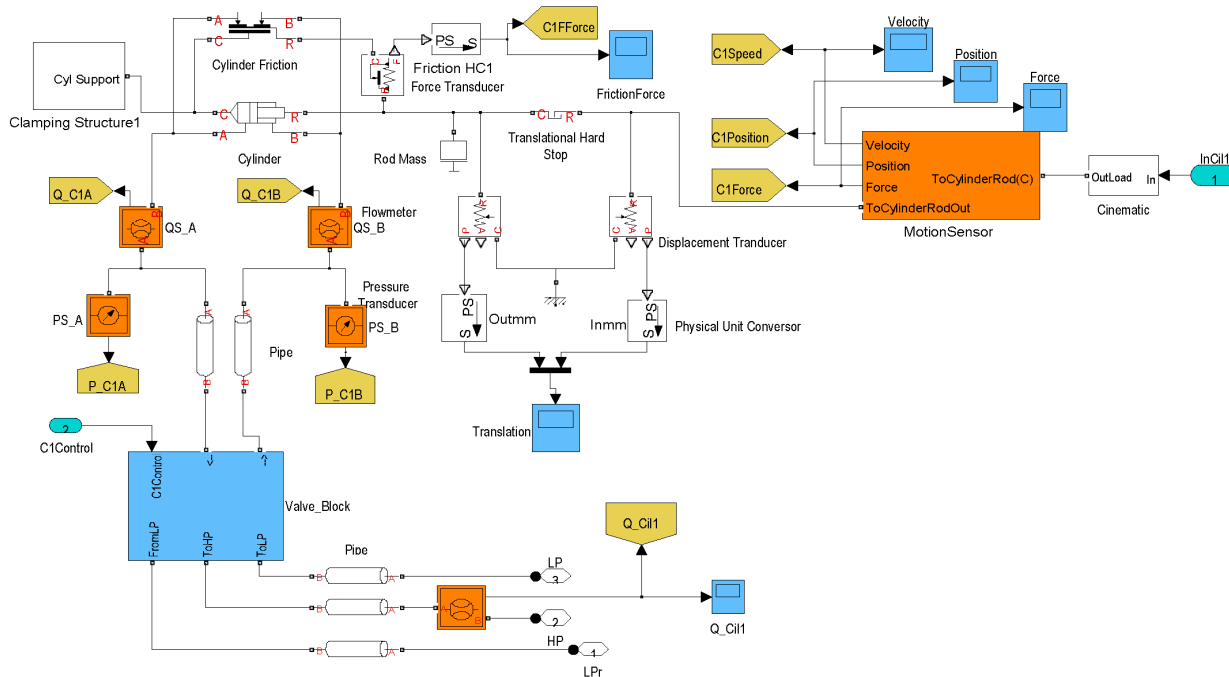 A
B
C
R
Cylinder Friction
C
F
R
PS
S
Friction HC1
Force Transducer
C1FForce
FrictionForce
Cyl Support
Clamping Structure1
C
R
A
B
Cylinder
Rod Mass
C
R
Translational Hard
Stop
Velocity
Position
Force
C1Speed
C1Position
C1Force
Velocity
Position
Force
ToCylinderRodOut
ToCylinderRod(C)
MotionSensor
OutLoad
In
Cinematic
InCil1
1
Q_C1A
Q_C1B
B
A
QS_A
B
A
Flowmeter
QS_B
R
P
V
C
R
C
V
P
Displacement Tranducer
PS_A
P_C1A
Pressure
Transducer
PS_B
P_C1B
A
B
A
B
Pipe
PS
S
Outmm
PS
S
Inmm
Physical Unit Conversor
Translation
2
C1Control
C1Contro
<-
->
FromLP
ToHP
ToLP
Valve_Block
Pipe
B
A
LP
3
B
A
A
B
2
HP
B
A
1
LPr
Q_Cil1
Q_Cil1